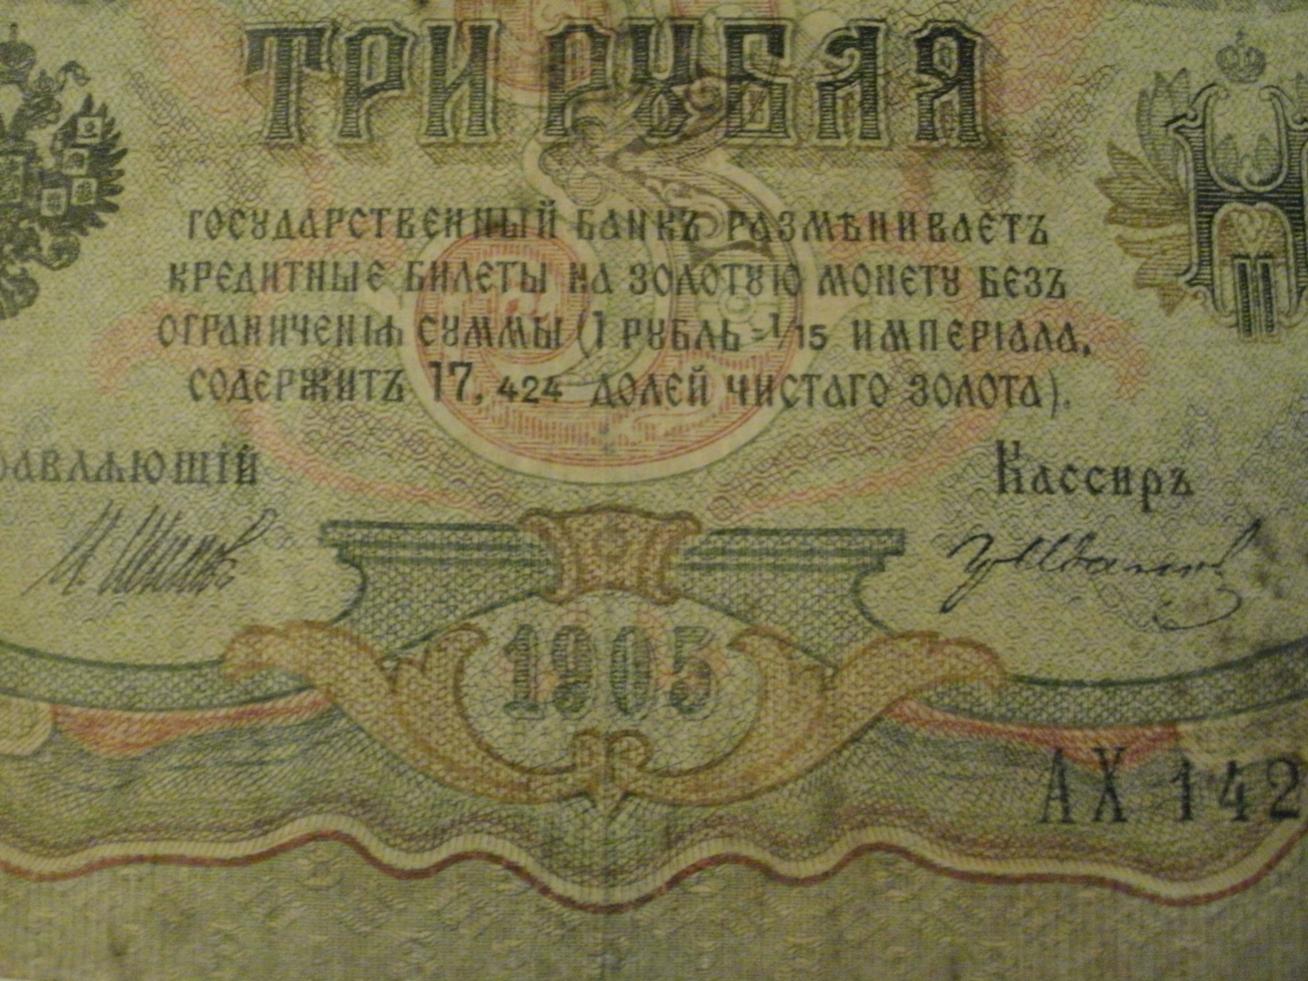 ТРИ РУБЛЯ
ГОСУДАРСТВЕННЫЙ БАНКЪ РАЗМѢНИВАЕТЪ
КРЕДИТНЫЕ БИЛЕТЫ НА ЗОЛОТУЮ МОНЕТУ БЕЗЪ
ОГРАНИЧЕНІЯ СУММЫ (1 РУБЛЬ = 1/15 ИМПЕРІАЛА,
СОДЕРЖИТЪ 17,424 ДОЛЕЙ ЧИСТАГО ЗОЛОТА).
РАВЛЯЮЩІЙ
Кассиръ
1905
АХ 142